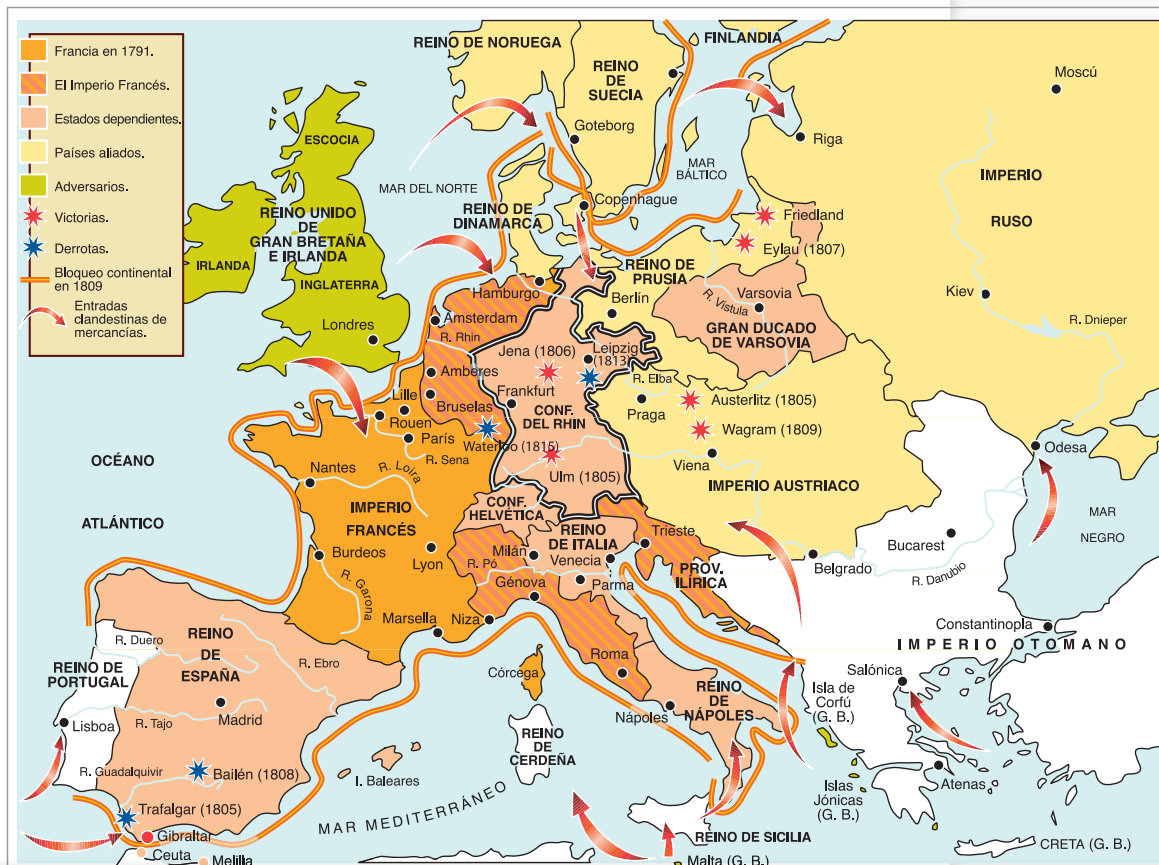 Francia en 1791.
El Imperio Francés.
Estados dependientes.
Países aliados.
Adversarios.
Victorias.
Derrotas.
Bloqueo continental
en 1809
Entradas
clandestinas de
mercancías.
REINO DE NORUEGA
FINLANDIA
REINO
DE
SUECIA
Moscú
Goteborg
Riga
ESCOCIA
MAR DEL NORTE
MAR
BÁLTICO
IMPERIO
RUSO
REINO UNIDO
DE
GRAN BRETAÑA
E IRLANDA
IRLANDA
INGLATERRA
Londres
REINO DE
DINAMARCA
Copenhague
Friedland
Eylau (1807)
REINO DE
PRUSIA
Hamburgo
Berlín
R. Vístula
Varsovia
GRAN DUCADO
DE VARSOVIA
Kiev
R. Dnieper
Amsterdam
R. Rhin
Jena (1806)
Leipzig
(1813)
R. Elba
Amberes
Lille
Bruselas
Frankfurt
Praga
Austerlitz (1805)
Rouen
París
Waterloo (1815)
CONF.
DEL RHIN
Wagram (1809)
R. Sena
Ulm (1805)
Viena
IMPERIO AUSTRIACO
Odesa
OCÉANO
ATLÁNTICO
Nantes
R. Loira
IMPERIO
FRANCÉS
CONF.
HELVÉTICA
REINO
DE ITALIA
Trieste
MAR
NEGRO
Burdeos
Lyon
Milán
Venecia
R. Pó
PROV.
ILÍRICA
Bucarest
Belgrado
R. Danubio
R. Garona
Génova
Parma
Marsella
Niza
Constantinopla
IMPERIO OTOMANO
R. Duero
REINO
DE
ESPAÑA
R. Ebro
REINO DE
PORTUGAL
Córcega
Roma
Salónica
Isla de
Corfú
(G. B.)
Lisboa
R. Tajo
Madrid
Nápoles
REINO
DE
NÁPOLES
REINO
DE
CERDEÑA
R. Guadalquivir
Bailén (1808)
I. Baleares
Atenas
Islas
Jónicas
(G. B.)
Trafalgar (1805)
MAR MEDITERRÁNEO
Gibraltar
REINO DE SICILIA
CRETA (G. B.)
Ceuta
Melilla
Malta (G. B.)